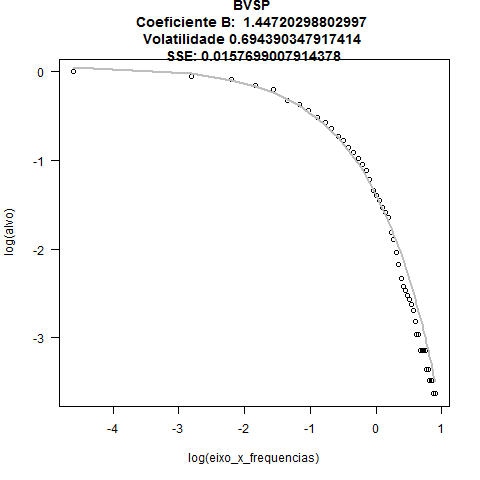 BVSP
Coeficiente B:  1.44720298802997
Volatilidade 0.694390347917414
SSE: 0.0157699007914378
0
-1
-2
-3
log(alvo)
-4
-3
-2
-1
0
1
log(eixo_x_frequencias)